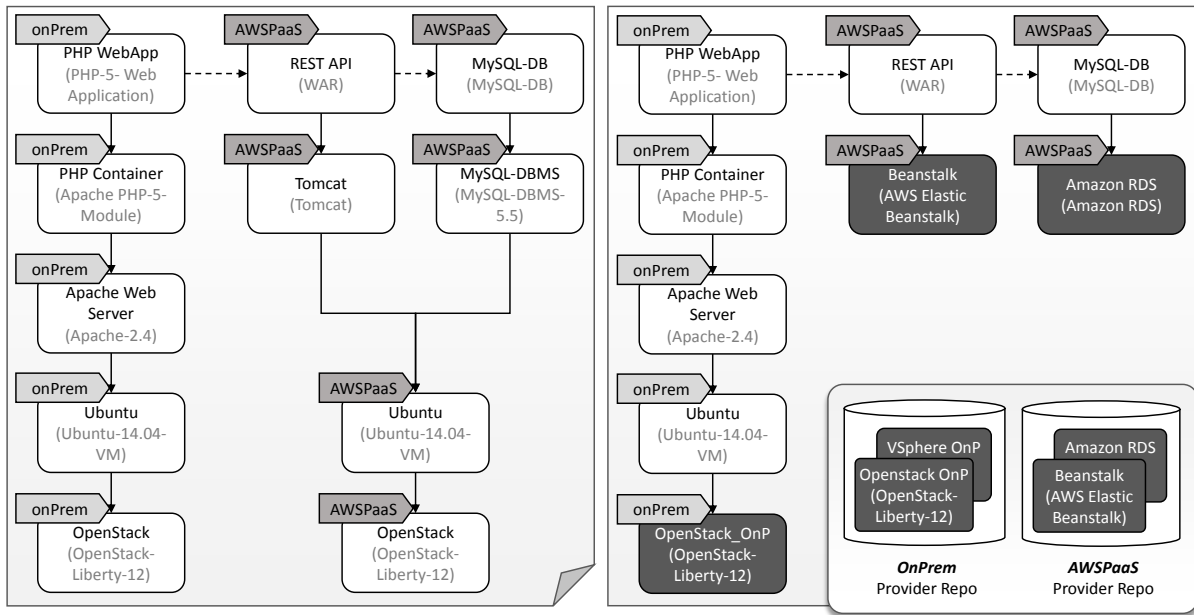 onPrem
PHP WebApp
(PHP-5- Web
Application)
AWSPaaS
REST API
(WAR)
AWSPaaS
MySQL-DB
(MySQL-DB)
onPrem
PHP Container
(Apache PHP-5-
Module)
AWSPaaS
Tomcat
(Tomcat)
AWSPaaS
MySQL-DBMS
(MySQL-DBMS-
5.5)
onPrem
Apache Web
Server
(Apache-2.4)
onPrem
Ubuntu
(Ubuntu-14.04-
VM)
AWSPaaS
Ubuntu
(Ubuntu-14.04-
VM)
onPrem
OpenStack
(OpenStack-
Liberty-12)
AWSPaaS
OpenStack
(OpenStack-
Liberty-12)
onPrem
PHP WebApp
(PHP-5- Web
Application)
AWSPaaS
REST API
(WAR)
AWSPaaS
MySQL-DB
(MySQL-DB)
onPrem
PHP Container
(Apache PHP-5-
Module)
AWSPaaS
Beanstalk
(AWS Elastic
Beanstalk)
AWSPaaS
Amazon RDS
(Amazon RDS)
onPrem
Apache Web
Server
(Apache-2.4)
onPrem
Ubuntu
(Ubuntu-14.04-
VM)
onPrem
OpenStack_OnP
(OpenStack-
Liberty-12)
VSphere OnP
Openstack OnP
(OpenStack-
Liberty-12)
OnPrem
Provider Repo
Amazon RDS
Beanstalk
(AWS Elastic
Beanstalk)
AWSPaaS
Provider Repo